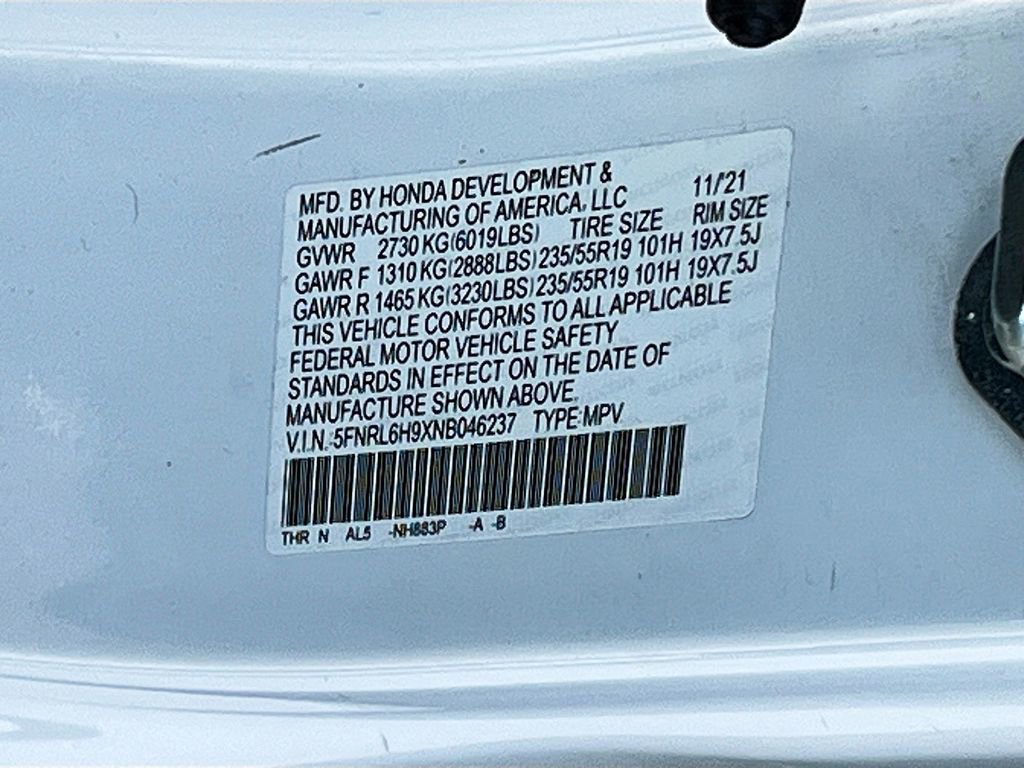 MFD. BY HONDA DEVELOPMENT &
MANUFACTURING OF AMERICA, LLC 11/'21
GVWR 2730 KG(6019LBS) TIRE SIZE RIM SIZE
GAWR F 1310 KG(2888LBS) 235/55R19 101H 19X7.5J
GAWR R 1465 KG(3230LBS) 235/55R19 101H 19X7.5J
THIS VEHICLE CONFORMS TO ALL APPLICABLE
FEDERAL MOTOR VEHICLE SAFETY
STANDARDS IN EFFECT ON THE DATE OF
MANUFACTURE SHOWN ABOVE.
V.I.N.: 5FNRL6H9XNB046237 TYPE:MPV
THR N AL5 -NH883P -A -B